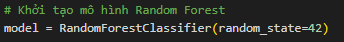 # Khởi tạo mô hình Random Forest
model = RandomForestClassifier(random_state=42)